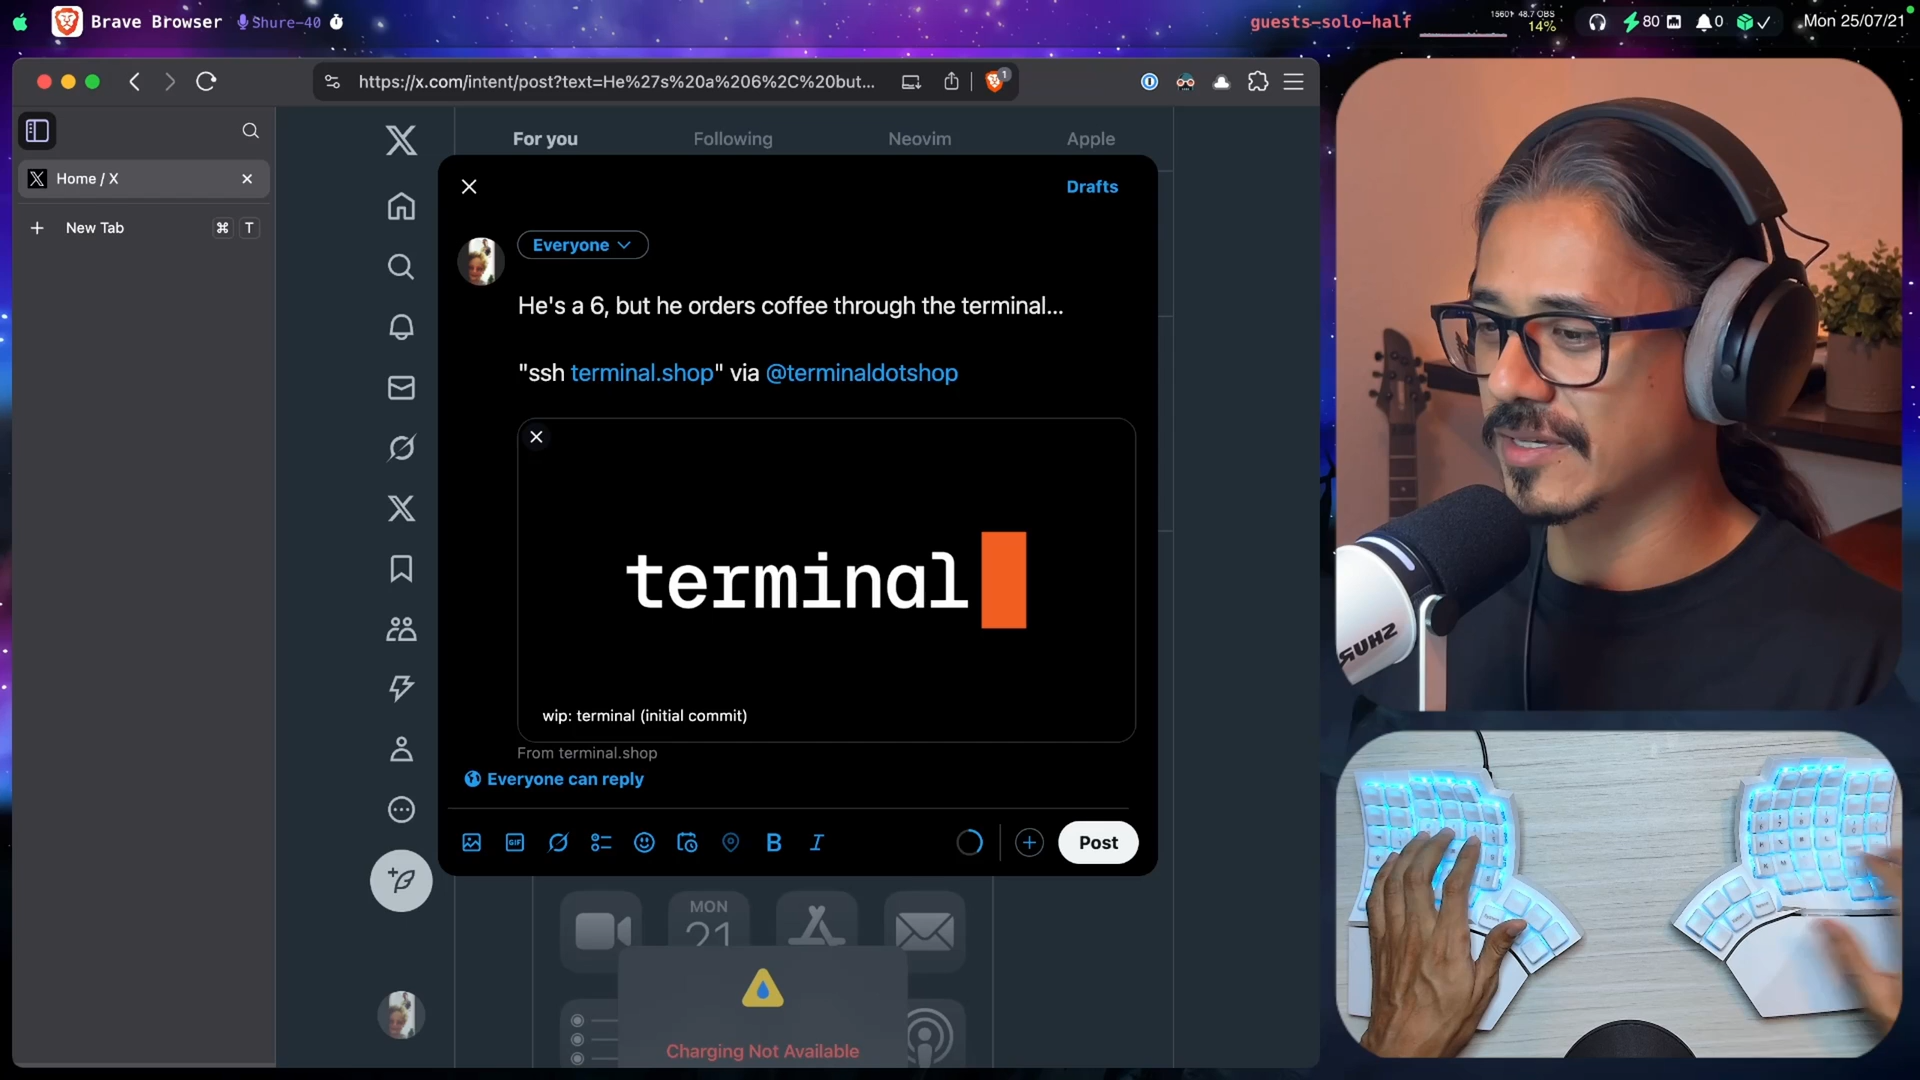 Brave Browser
Shure-40
guests-solo-half
14%
80
0
Mon 25/07/21
https://x.com/intent/post?text=He%27s%20a%206%2C%20but...
1
Home / X
New Tab
⌘ T
For you
Following
Neovim
Apple
Drafts
Everyone
He's a 6, but he orders coffee through the terminal...
"ssh terminal.shop" via @terminaldotshop
terminal
wip: terminal (initial commit)
From terminal.shop
Everyone can reply
GIF
B
I
Post
MON
21
Charging Not Available
SHURE